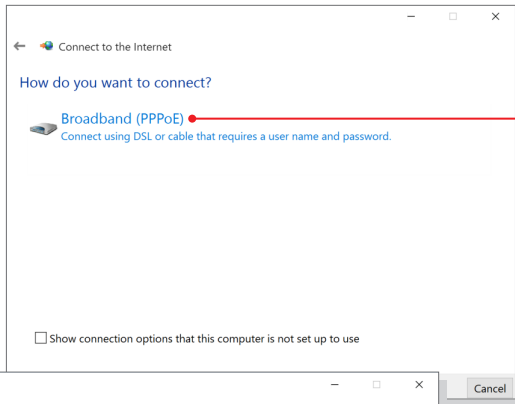 Connect to the Internet
How do you want to connect?
Broadband (PPPoE)
Connect using DSL or cable that requires a user name and password.
Show connection options that this computer is not set up to use
Cancel